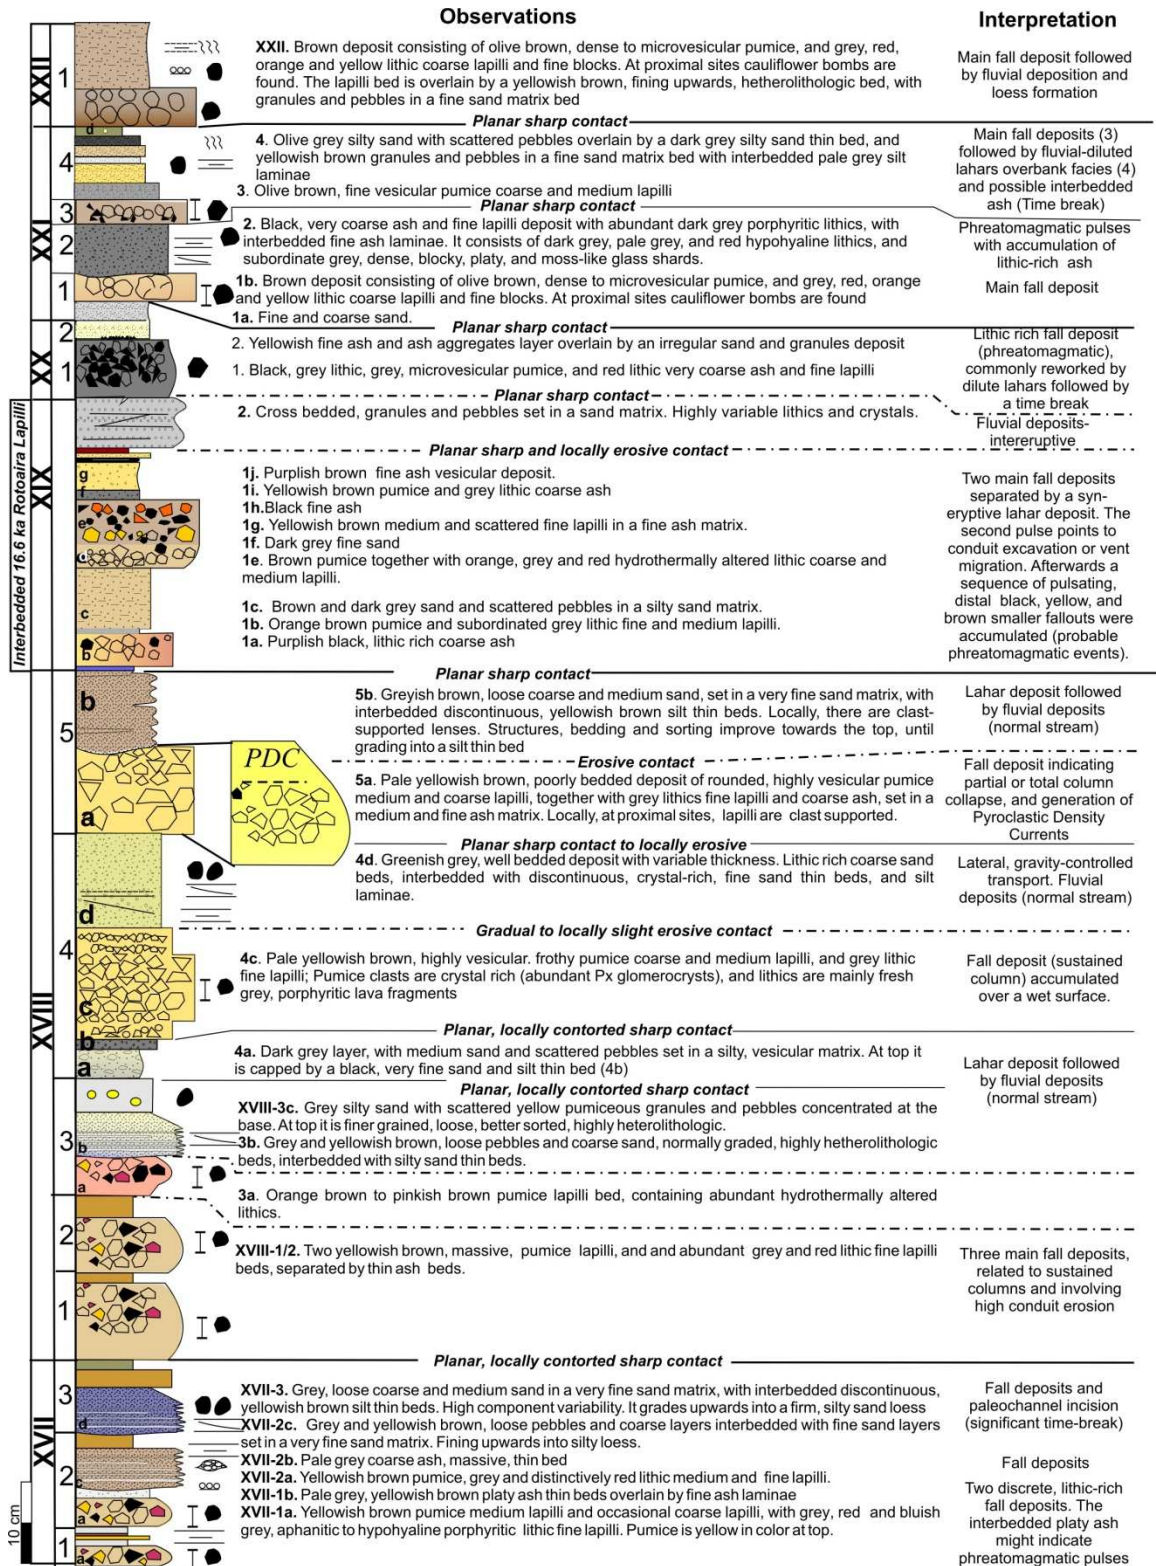 Observations
Interpretation
XXII. Brown deposit consisting of olive brown, dense to microvesicular pumice, and grey, red,
orange and yellow lithic coarse lapilli and fine blocks. At proximal sites cauliflower bombs are
found. The lapilli bed is overlain by a yellowish brown, fining upwards, hetherolithologic bed, with
granules and pebbles in a fine sand matrix bed
Main fall deposit followed
by fluvial deposition and
loess formation
XXII
1
Planar sharp contact
4. Olive grey silty sand with scattered pebbles overlain by a dark grey silty sand thin bed, and
yellowish brown granules and pebbles in a fine sand matrix bed with interbedded pale grey silt
laminae
3. Olive brown, fine vesicular pumice coarse and medium lapilli
Main fall deposits (3)
followed by fluvial-diluted
lahars overbank facies (4)
and possible interbedded
ash (Time break)
d
4
3
XXI
Planar sharp contact
2. Black, very coarse ash and fine lapilli deposit with abundant dark grey porphyritic lithics, with
interbedded fine ash laminae. It consists of dark grey, pale grey, and red hypohyaline lithics, and
subordinate grey, dense, blocky, platy, and moss-like glass shards.
Phreatomagmatic pulses
with accumulation of
lithic-rich ash
2
1b. Brown deposit consisting of olive brown, dense to microvesicular pumice, and grey, red, orange
and yellow lithic coarse lapilli and fine blocks. At proximal sites cauliflower bombs are found
1a. Fine and coarse sand.
Main fall deposit
1
Planar sharp contact
2. Yellowish fine ash and ash aggregates layer overlain by an irregular sand and granules deposit
1. Black, grey lithic, grey, microvesicular pumice, and red lithic very coarse ash and fine lapilli
Lithic rich fall deposit
(phreatomagmatic),
commonly reworked by
dilute lahars followed by
a time break
XX
2
1
Planar sharp contact
2. Cross bedded, granules and pebbles set in a sand matrix. Highly variable lithics and crystals.
Fluvial deposits-
intereruptive
Planar sharp and locally erosive contact
Interbedded 16.6 ka Rotoaira Lapilli
XIX
g
f
e
d
c
b
1j. Purplish brown fine ash vesicular deposit.
1i. Yellowish brown pumice and grey lithic coarse ash
1h.Black fine ash
1g. Yellowish brown medium and scattered fine lapilli in a fine ash matrix.
1f. Dark grey fine sand
1e. Brown pumice together with orange, grey and red hydrothermally altered lithic coarse and
medium lapilli.
1c. Brown and dark grey sand and scattered pebbles in a silty sand matrix.
1b. Orange brown pumice and subordinated grey lithic fine and medium lapilli.
1a. Purplish black, lithic rich coarse ash
Two main fall deposits
separated by a syn-
eryptive lahar deposit. The
second pulse points to
conduit excavation or vent
migration. Afterwards a
sequence of pulsating,
distal black, yellow, and
brown smaller fallouts were
accumulated (probable
phreatomagmatic events).
Planar sharp contact
5b. Greyish brown, loose coarse and medium sand, set in a very fine sand matrix, with
interbedded discontinuous, yellowish brown silt thin beds. Locally, there are clast-
supported lenses. Structures, bedding and sorting improve towards the top, until
grading into a silt thin bed
Lahar deposit followed
by fluvial deposits
(normal stream)
XVIII
5
b
a
PDC
Erosive contact
5a. Pale yellowish brown, poorly bedded deposit of rounded, highly vesicular pumice
medium and coarse lapilli, together with grey lithics fine lapilli and coarse ash, set in a
medium and fine ash matrix. Locally, at proximal sites, lapilli are clast supported.
Fall deposit indicating
partial or total column
collapse, and generation of
Pyroclastic Density
Currents
Planar sharp contact to locally erosive
4d. Greenish grey, well bedded deposit with variable thickness. Lithic rich coarse sand
beds, interbedded with discontinuous, crystal-rich, fine sand thin beds, and silt
laminae.
Lateral, gravity-controlled
transport. Fluvial
deposits (normal stream)
4
d
c
b
a
Gradual to locally slight erosive contact
4c. Pale yellowish brown, highly vesicular. frothy pumice coarse and medium lapilli, and grey lithic
fine lapilli; Pumice clasts are crystal rich (abundant Px glomerocrysts), and lithics are mainly fresh
grey, porphyritic lava fragments
Fall deposit (sustained
column) accumulated
over a wet surface.
Planar, locally contorted sharp contact
4a. Dark grey layer, with medium sand and scattered pebbles set in a silty, vesicular matrix. At top it
is capped by a black, very fine sand and silt thin bed (4b)
Lahar deposit followed
by fluvial deposits
(normal stream)
Planar, locally contorted sharp contact
XVIII-3c. Grey silty sand with scattered yellow pumiceous granules and pebbles concentrated at the
base. At top it is finer grained, loose, better sorted, highly heterolithologic.
3b. Grey and yellowish brown, loose pebbles and coarse sand, normally graded, highly hetherolithologic
beds, interbedded with silty sand thin beds.
3
b
a
3a. Orange brown to pinkish brown pumice lapilli bed, containing abundant hydrothermally altered
lithics.
2
XVIII-1/2. Two yellowish brown, massive, pumice lapilli, and and abundant grey and red lithic fine lapilli
beds, separated by thin ash beds.
Three main fall deposits,
related to sustained
columns and involving
high conduit erosion
1
Planar, locally contorted sharp contact
XVII-3. Grey, loose coarse and medium sand in a very fine sand matrix, with interbedded discontinuous,
yellowish brown silt thin beds. High component variability. It grades upwards into a firm, silty sand loess
XVII-2c. Grey and yellowish brown, loose pebbles and coarse layers interbedded with fine sand layers
set in a very fine sand matrix. Fining upwards into silty loess.
XVII-2b. Pale grey coarse ash, massive, thin bed
XVII-2a. Yellowish brown pumice, grey and distinctively red lithic medium and fine lapilli.
XVII-1b. Pale grey, yellowish brown platy ash thin beds overlain by fine ash laminae
XVII-1a. Yellowish brown pumice medium lapilli and occasional coarse lapilli, with grey, red and bluish
grey, aphanitic to hypohyaline porphyritic lithic fine lapilli. Pumice is yellow in color at top.
Fall deposits and
paleochannel incision
(significant time-break)
Fall deposits
Two discrete, lithic-rich
fall deposits. The
interbedded platy ash
might indicate
phreatomagmatic pulses
XVII
3
d
2
c
a
1
a
10 cm